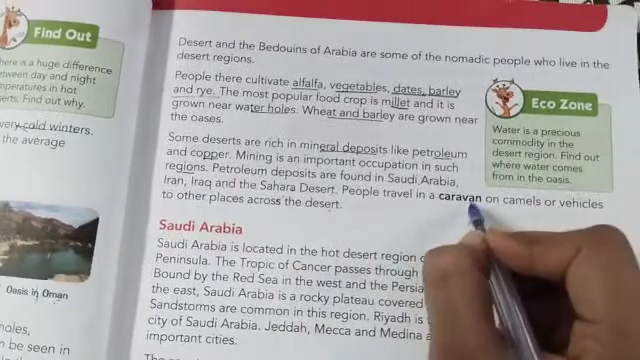 Find Out
here is a huge difference
between day and night
temperatures in hot
deserts. Find out why.
very cold winters.
the average
Oasis in Oman
be seen in
Desert and the Bedouins of Arabia are some of the nomadic people who live in the
desert regions.
People there cultivate alfalfa, vegetables, dates, barley
and rye. The most popular food crop is millet and it is
grown near water holes. Wheat and barley are grown near
the oases.
Some deserts are rich in mineral deposits like petroleum
and copper. Mining is an important occupation in such
regions. Petroleum deposits are found in Saudi Arabia,
Iran, Iraq and the Sahara Desert. People travel in a caravan on camels or vehicles
to other places across the desert.
Eco Zone
Water is a precious
commodity in the
desert region. Find out
where water comes
from in the oasis.
Saudi Arabia
Saudi Arabia is located in the hot desert region
Peninsula. The Tropic of Cancer passes through
Bound by the Red Sea in the west and the Persia
the east, Saudi Arabia is a rocky plateau covered
Sandstorms are common in this region. Riyadh is
city of Saudi Arabia. Jeddah, Mecca and Medina
important cities.